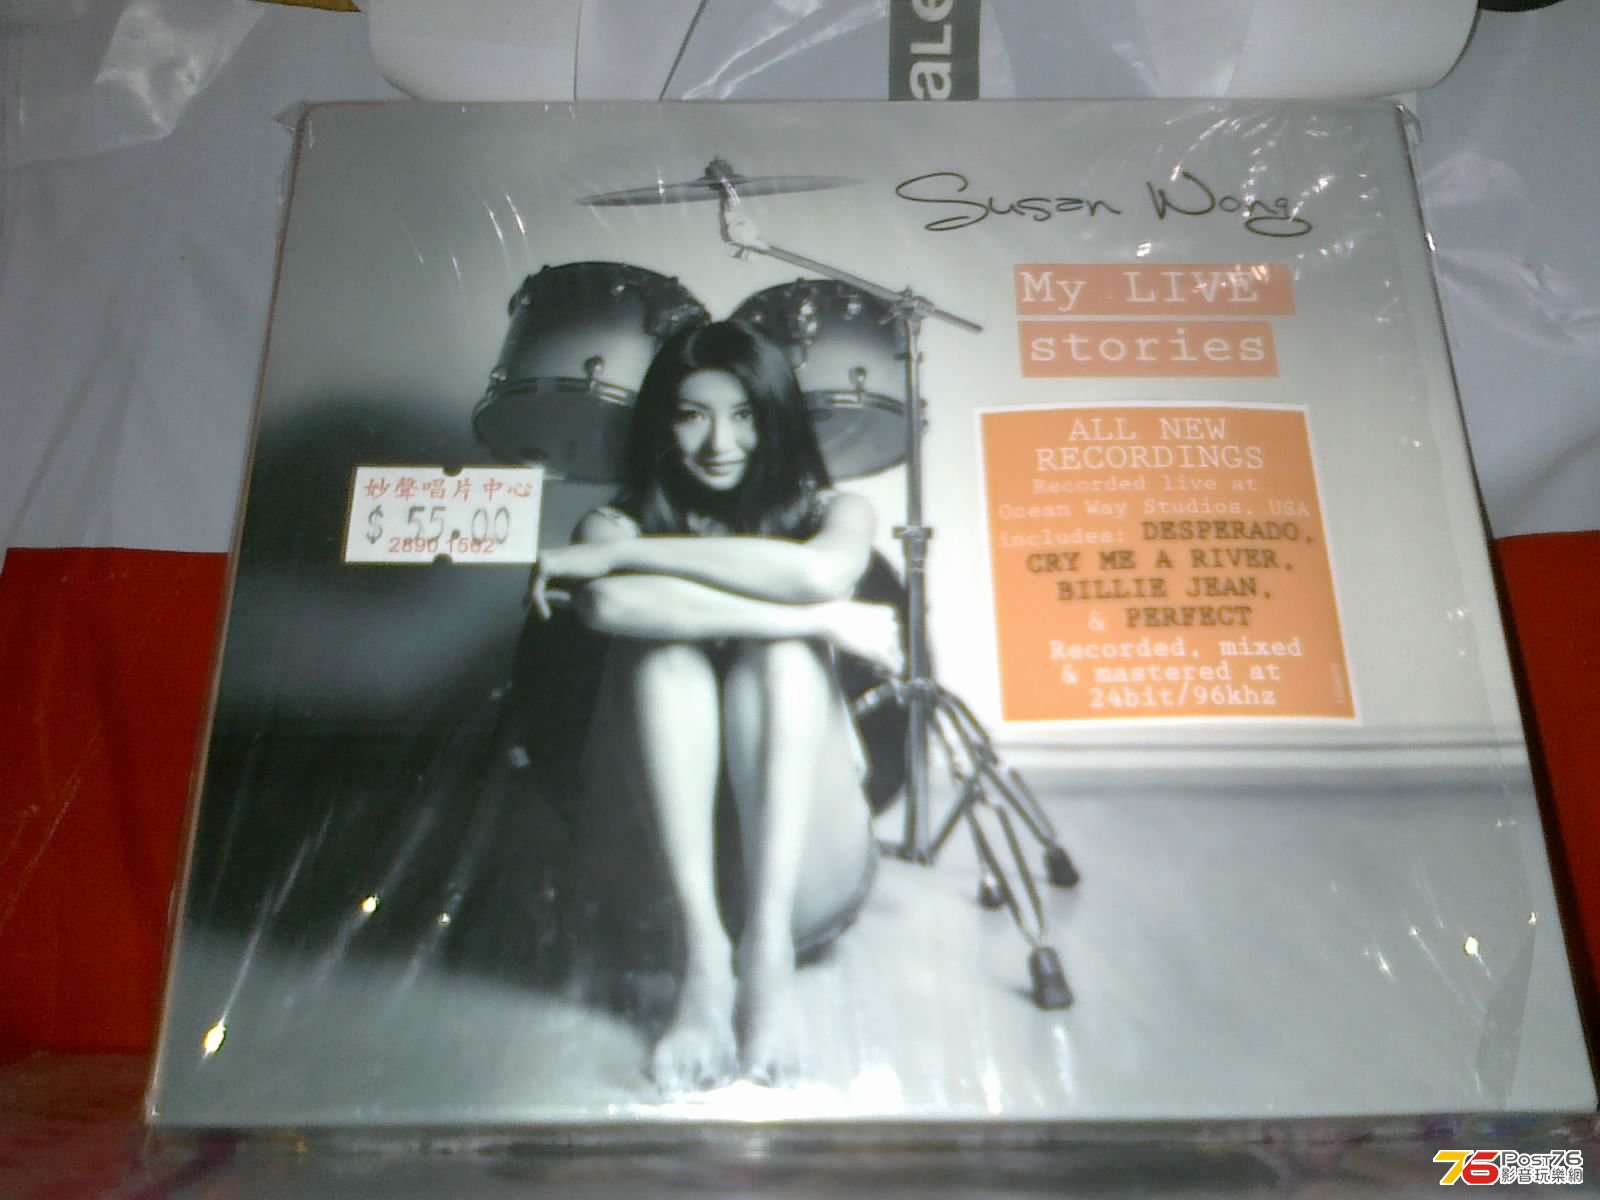 aLE
Susan Wong
My LIVE
stories
ALL NEW
RECORDINGS
Recorded live at
Ocean Way Studios, USA
includes: DESPERADO,
CRY ME A RIVER,
BILLIE JEAN,
& PERFECT
Recorded, mixed
& mastered at
24bit/96khz
妙聲唱片中心
$ 55.00
2890 1562
76 Post76
影音玩樂網